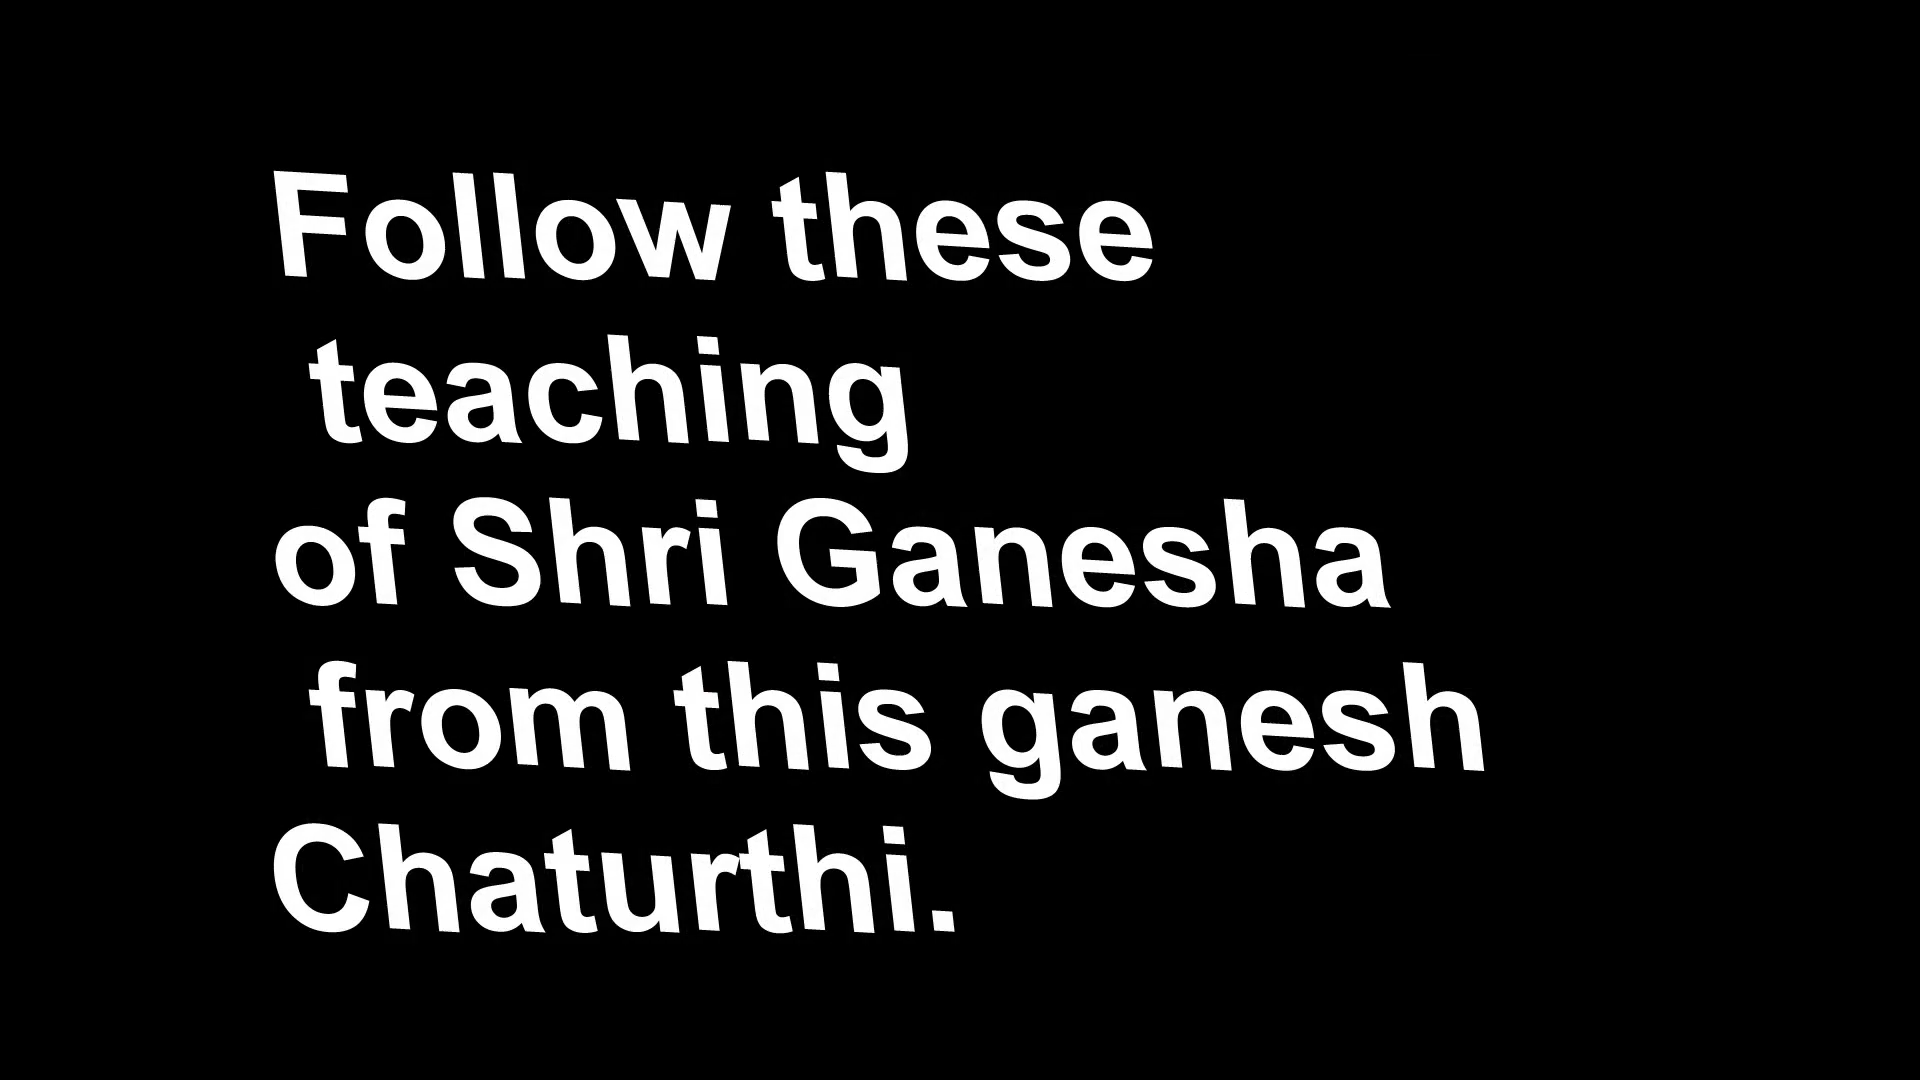 Follow these
teaching
of Shri Ganesha
from this ganesh
Chaturthi.